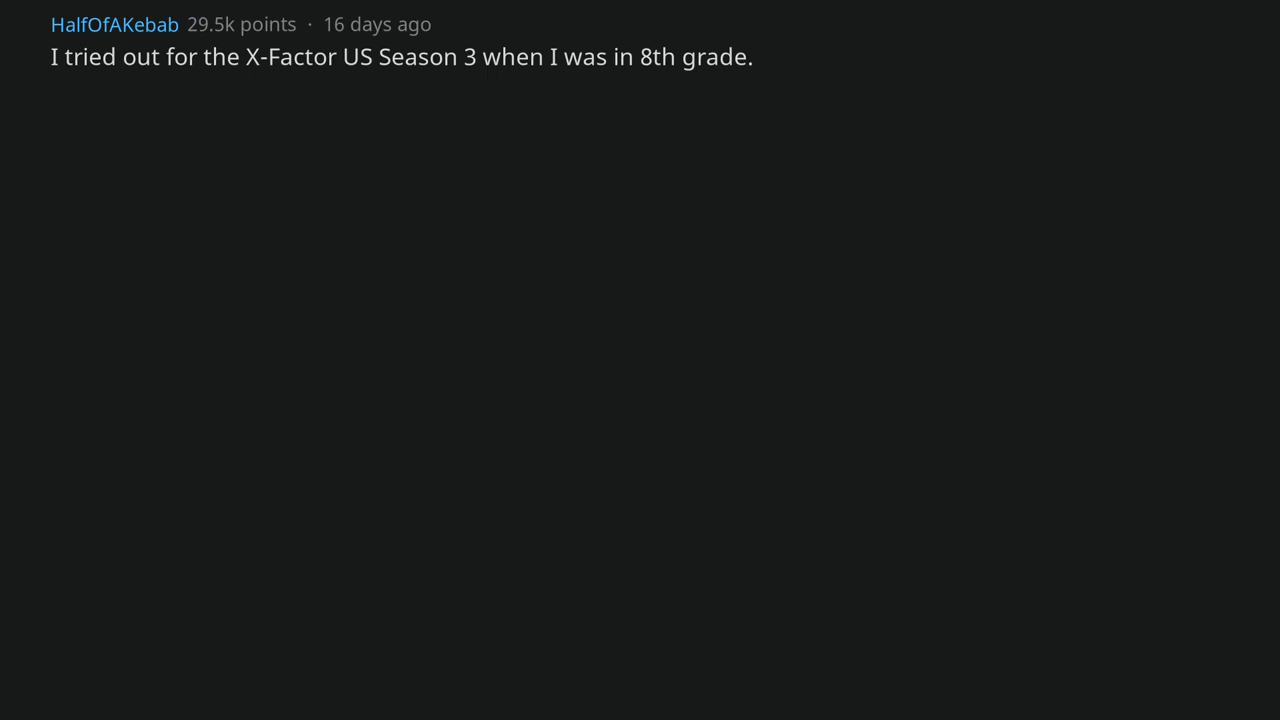 HalfOfAKebab 29.5k points · 16 days ago
I tried out for the X-Factor US Season 3 when I was in 8th grade.